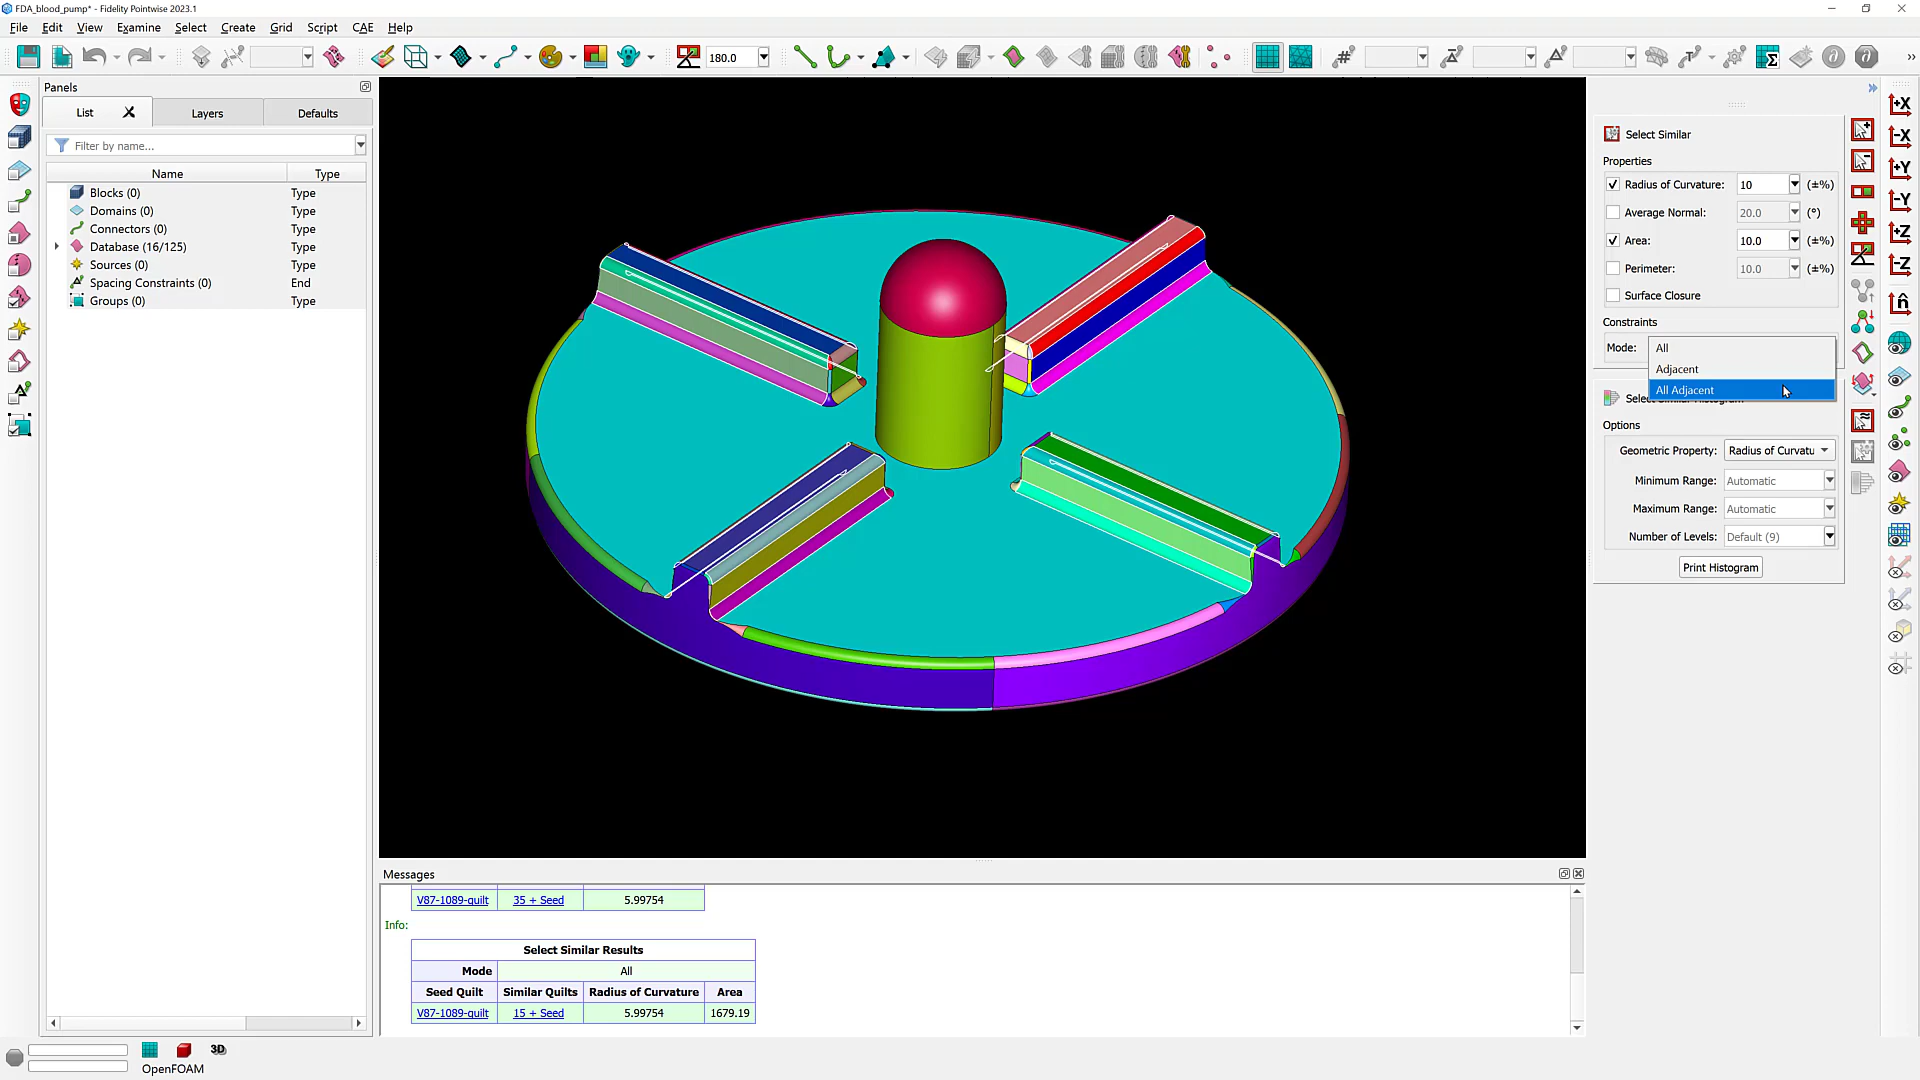 FDA_blood_pump* - Fidelity Pointwise 2023.1
File Edit View Examine Select Create Grid Script CAE Help
180.0
Panels
List Layers Defaults
Filter by name...
Name Type
Blocks (0) Type
Domains (0) Type
Connectors (0) Type
Database (16/125) Type
Sources (0) Type
Spacing Constraints (0) End
Groups (0) Type
Select Similar
Properties
Radius of Curvature: 10 (±%)
Average Normal: 20.0 (°)
Area: 10.0 (±%)
Perimeter: 10.0 (±%)
Surface Closure
Constraints
Mode: All
Adjacent
All Adjacent
Select Similar Histogram
Options
Geometric Property: Radius of Curvatu
Minimum Range: Automatic
Maximum Range: Automatic
Number of Levels: Default (9)
Print Histogram
+X
-X
+Y
-Y
+Z
-Z
n̂
Messages
V87-1089-quilt 35 + Seed 5.99754
Info:
Select Similar Results
Mode All
Seed Quilt Similar Quilts Radius of Curvature Area
V87-1089-quilt 15 + Seed 5.99754 1679.19
3D
OpenFOAM